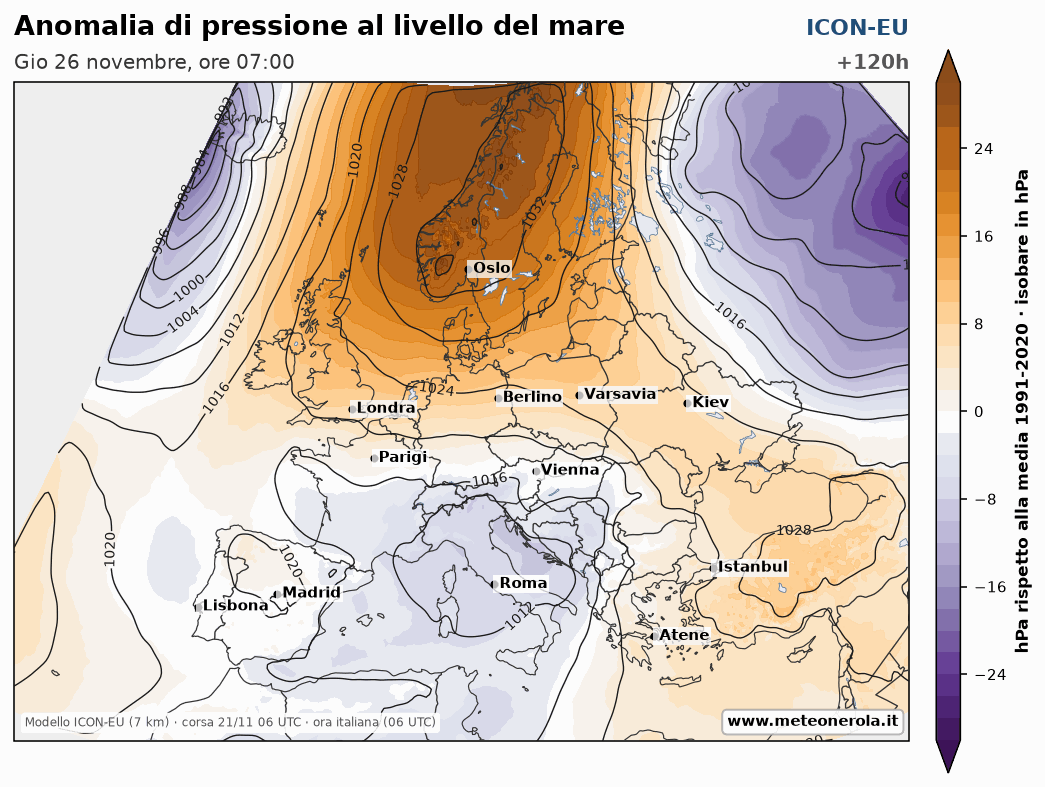 Anomalia di pressione al livello del mare
ICON-EU
Gio 26 novembre, ore 07:00
+120h
992
984
988
996
1000
1004
1012
1016
1020
1028
1032
1016
Oslo
1024
Londra
Berlino
Varsavia
Kiev
Parigi
Vienna
1016
1028
1020
1020
Istanbul
Roma
Madrid
Lisbona
1012
Atene
Modello ICON-EU (7 km) · corsa 21/11 06 UTC · ora italiana (06 UTC)
www.meteonerola.it
24
16
8
0
−8
−16
−24
hPa rispetto alla media 1991-2020 · isobare in hPa